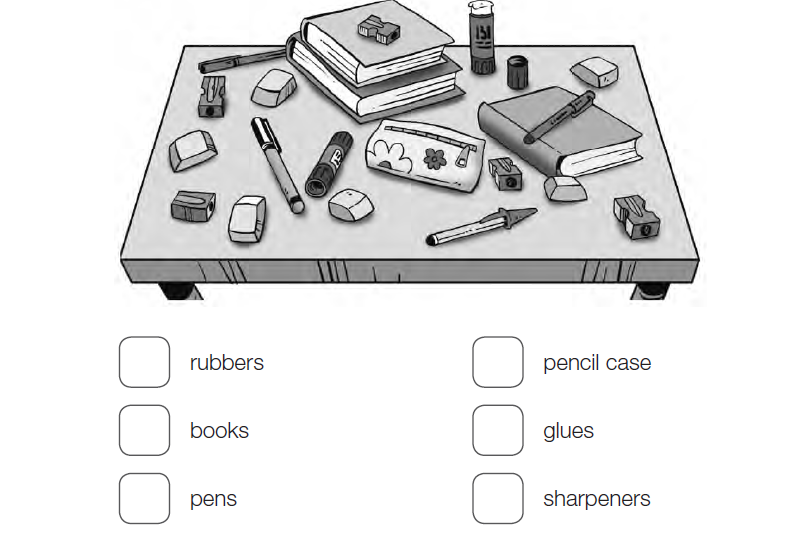 rubbers
pencil case
books
glues
pens
sharpeners